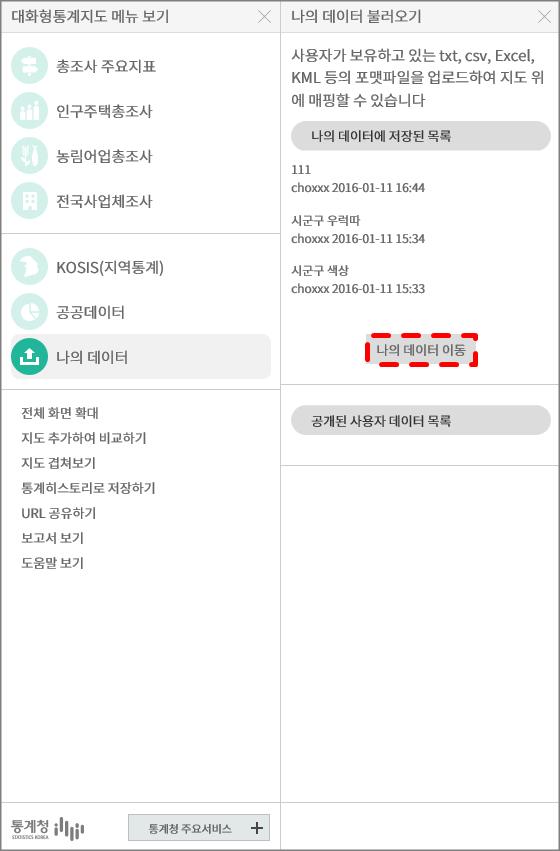 대화형통계지도 메뉴 보기
총조사 주요지표
인구주택총조사
농림어업총조사
전국사업체조사
KOSIS(지역통계)
공공데이터
나의 데이터
전체 화면 확대
지도 추가하여 비교하기
지도 겹쳐보기
통계히스토리로 저장하기
URL 공유하기
보고서 보기
도움말 보기
통계청
STATISTICS KOREA
통계청 주요서비스
나의 데이터 불러오기
사용자가 보유하고 있는 txt, csv, Excel,
KML 등의 포맷파일을 업로드하여 지도 위
에 매핑할 수 있습니다
나의 데이터에 저장된 목록
111
choxxx 2016-01-11 16:44
시군구 우럭따
choxxx 2016-01-11 15:34
시군구 색상
choxxx 2016-01-11 15:33
나의 데이터 이동
공개된 사용자 데이터 목록